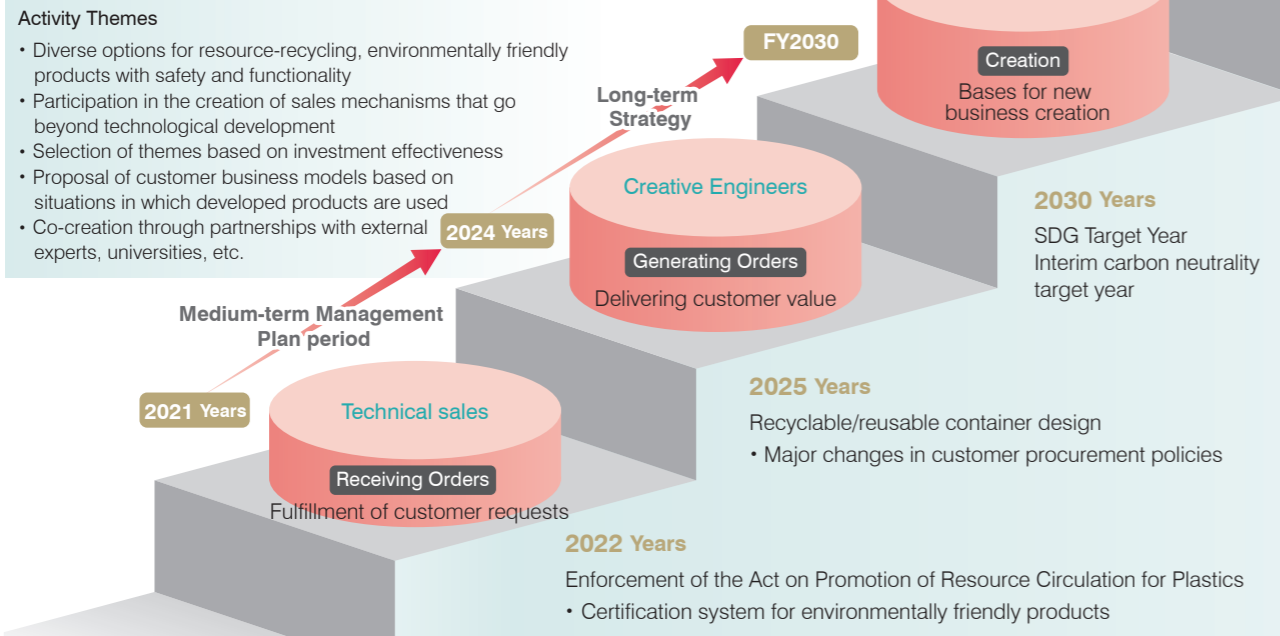 Activity Themes
• Diverse options for resource-recycling, environmentally friendly
products with safety and functionality
• Participation in the creation of sales mechanisms that go
beyond technological development
• Selection of themes based on investment effectiveness
• Proposal of customer business models based on
situations in which developed products are used
• Co-creation through partnerships with external
experts, universities, etc.
FY2030
Long-term
Strategy
2024 Years
Medium-term Management
Plan period
2021 Years
Creation
Bases for new
business creation
Creative Engineers
Generating Orders
Delivering customer value
Technical sales
Receiving Orders
Fulfillment of customer requests
2030 Years
SDG Target Year
Interim carbon neutrality
target year
2025 Years
Recyclable/reusable container design
• Major changes in customer procurement policies
2022 Years
Enforcement of the Act on Promotion of Resource Circulation for Plastics
• Certification system for environmentally friendly products